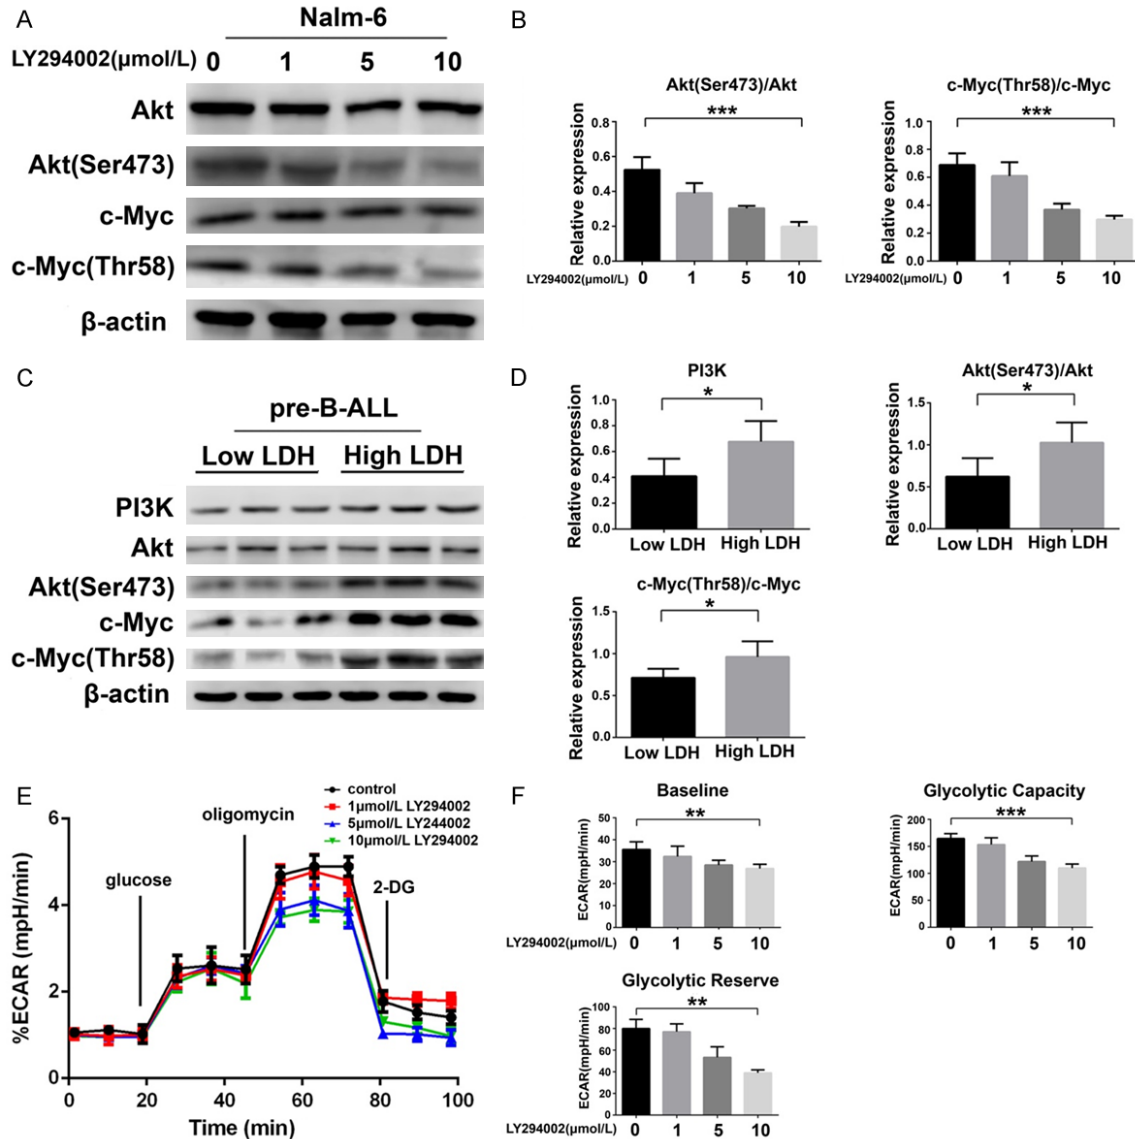 A
Nalm-6
LY294002(μmol/L) 0 1 5 10
Akt
Akt(Ser473)
c-Myc
c-Myc(Thr58)
β-actin
B
Akt(Ser473)/Akt
***
Relative expression
0.8
0.6
0.4
0.2
0.0
LY294002(μmol/L) 0 1 5 10
c-Myc(Thr58)/c-Myc
***
Relative expression
1.0
0.8
0.6
0.4
0.2
0.0
LY294002(μmol/L) 0 1 5 10
C
pre-B-ALL
Low LDH High LDH
PI3K
Akt
Akt(Ser473)
c-Myc
c-Myc(Thr58)
β-actin
D
PI3K
*
Relative expression
1.0
0.8
0.6
0.4
0.2
0.0
Low LDH High LDH
Akt(Ser473)/Akt
*
Relative expression
1.5
1.0
0.5
0.0
Low LDH High LDH
c-Myc(Thr58)/c-Myc
*
Relative expression
1.5
1.0
0.5
0.0
Low LDH High LDH
E
control
1μmol/L LY294002
5μmol/L LY244002
10μmol/L LY294002
oligomycin
glucose
2-DG
%ECAR (mpH/min)
6
4
2
0
0 20 40 60 80 100
Time (min)
F
Baseline
**
ECAR(mpH/min)
50
40
30
20
10
0
LY294002(μmol/L) 0 1 5 10
Glycolytic Capacity
***
ECAR(mpH/min)
200
150
100
50
0
LY294002(μmol/L) 0 1 5 10
Glycolytic Reserve
**
ECAR(mpH/min)
100
80
60
40
20
0
LY294002(μmol/L) 0 1 5 10